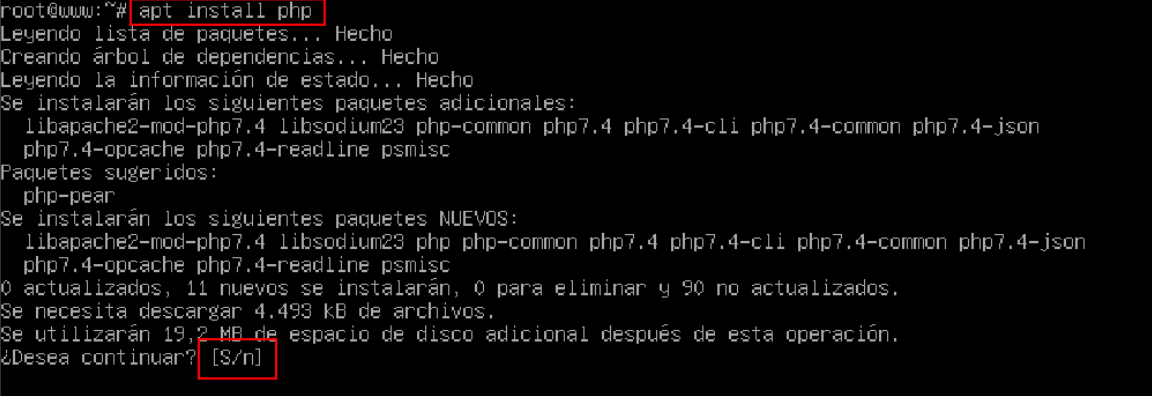 root@www:~# apt install php
Leyendo lista de paquetes... Hecho
Creando árbol de dependencias... Hecho
Leyendo la información de estado... Hecho
Se instalarán los siguientes paquetes adicionales:
libapache2-mod-php7.4 libsodium23 php-common php7.4 php7.4-cli php7.4-common php7.4-json
php7.4-opcache php7.4-readline psmisc
Paquetes sugeridos:
php-pear
Se instalarán los siguientes paquetes NUEVOS:
libapache2-mod-php7.4 libsodium23 php php-common php7.4 php7.4-cli php7.4-common php7.4-json
php7.4-opcache php7.4-readline psmisc
0 actualizados, 11 nuevos se instalarán, 0 para eliminar y 90 no actualizados.
Se necesita descargar 4.493 kB de archivos.
Se utilizarán 19,2 MB de espacio de disco adicional después de esta operación.
¿Desea continuar? [S/n]